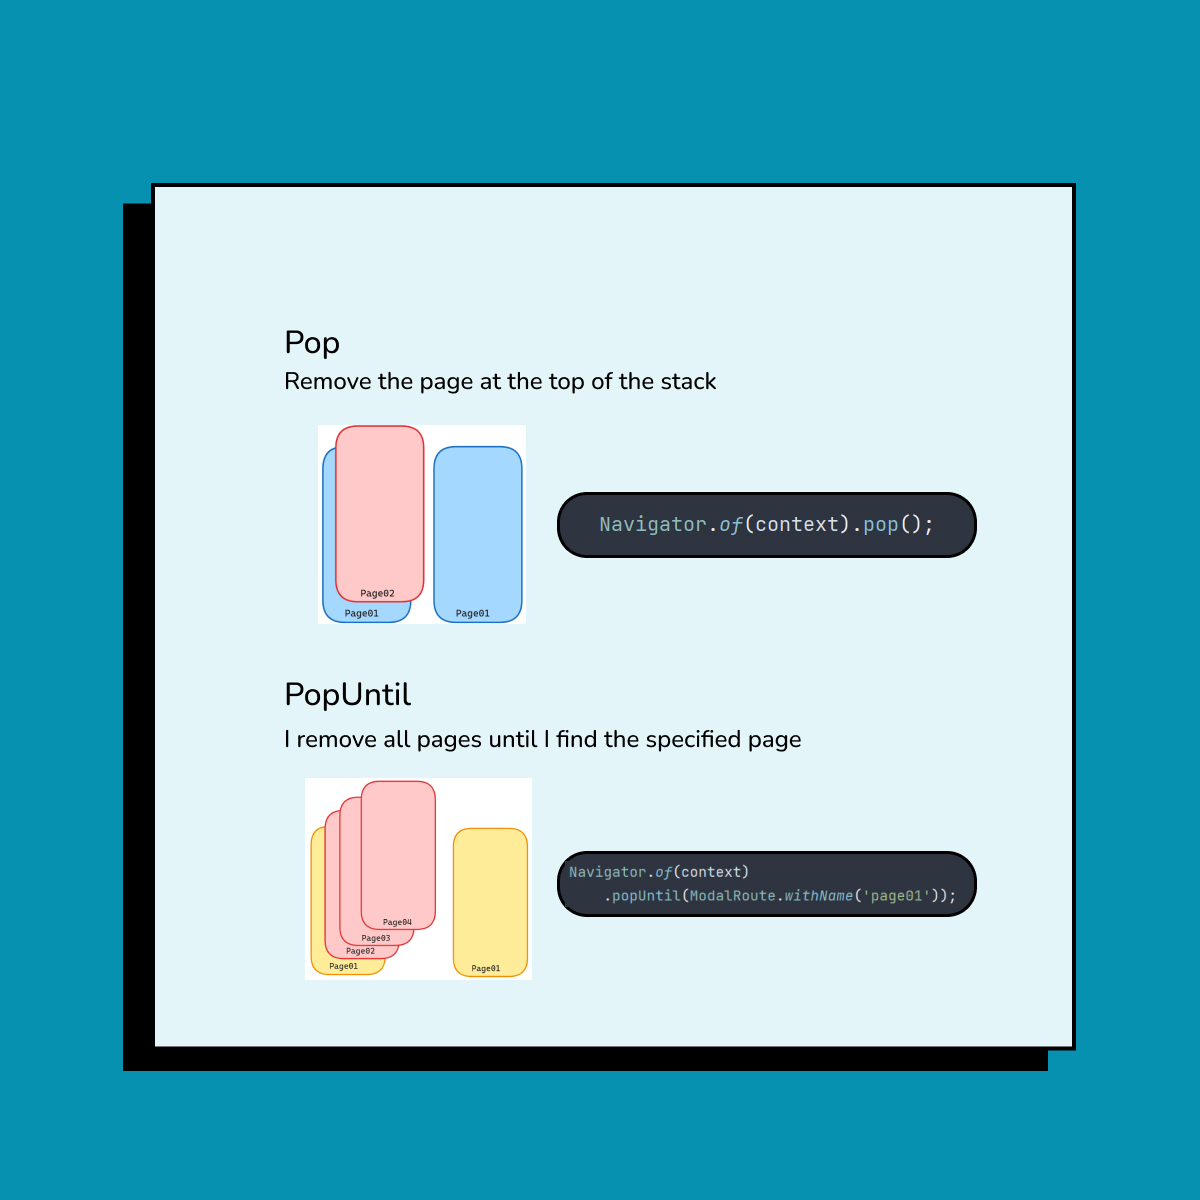 Pop
Remove the page at the top of the stack
Page02
Page01
Page01
Navigator.of(context).pop();
PopUntil
I remove all pages until I find the specified page
Page04
Page03
Page02
Page01
Page01
Navigator.of(context)
.popUntil(ModalRoute.withName('page01'));